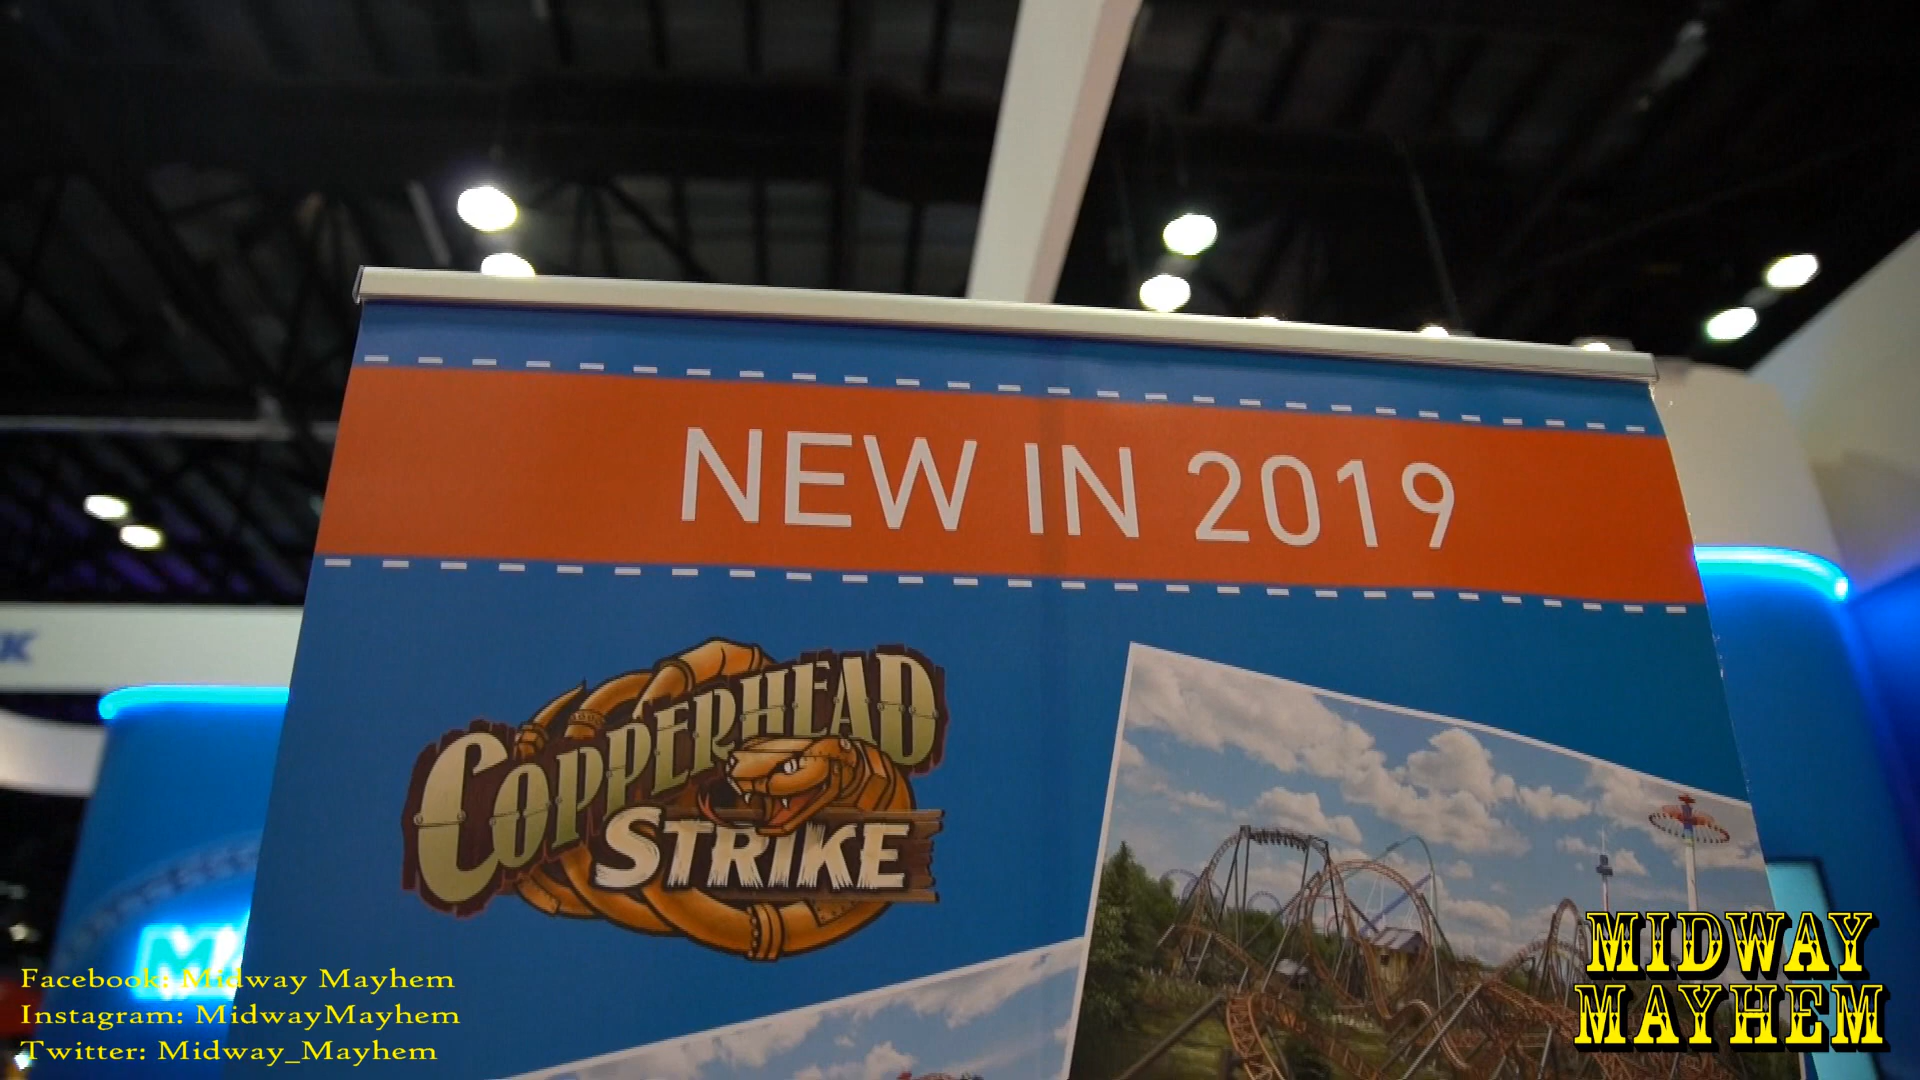 NEW IN 2019
COPPERHEAD
STRIKE
Facebook: Midway Mayhem
Instagram: MidwayMayhem
Twitter: Midway_Mayhem
MIDWAY
MAYHEM